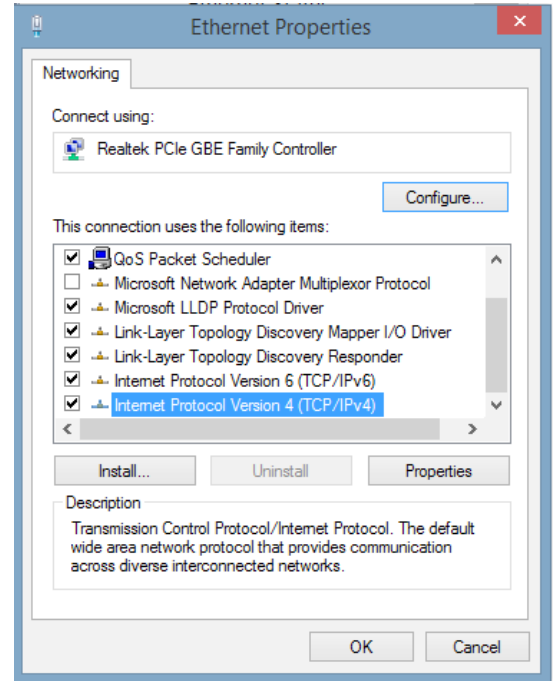 Ethernet Properties
Networking
Connect using:
Realtek PCIe GBE Family Controller
Configure...
This connection uses the following items:
QoS Packet Scheduler
Microsoft Network Adapter Multiplexor Protocol
Microsoft LLDP Protocol Driver
Link-Layer Topology Discovery Mapper I/O Driver
Link-Layer Topology Discovery Responder
Internet Protocol Version 6 (TCP/IPv6)
Internet Protocol Version 4 (TCP/IPv4)
Install... Uninstall Properties
Description
Transmission Control Protocol/Internet Protocol. The default
wide area network protocol that provides communication
across diverse interconnected networks.
OK Cancel